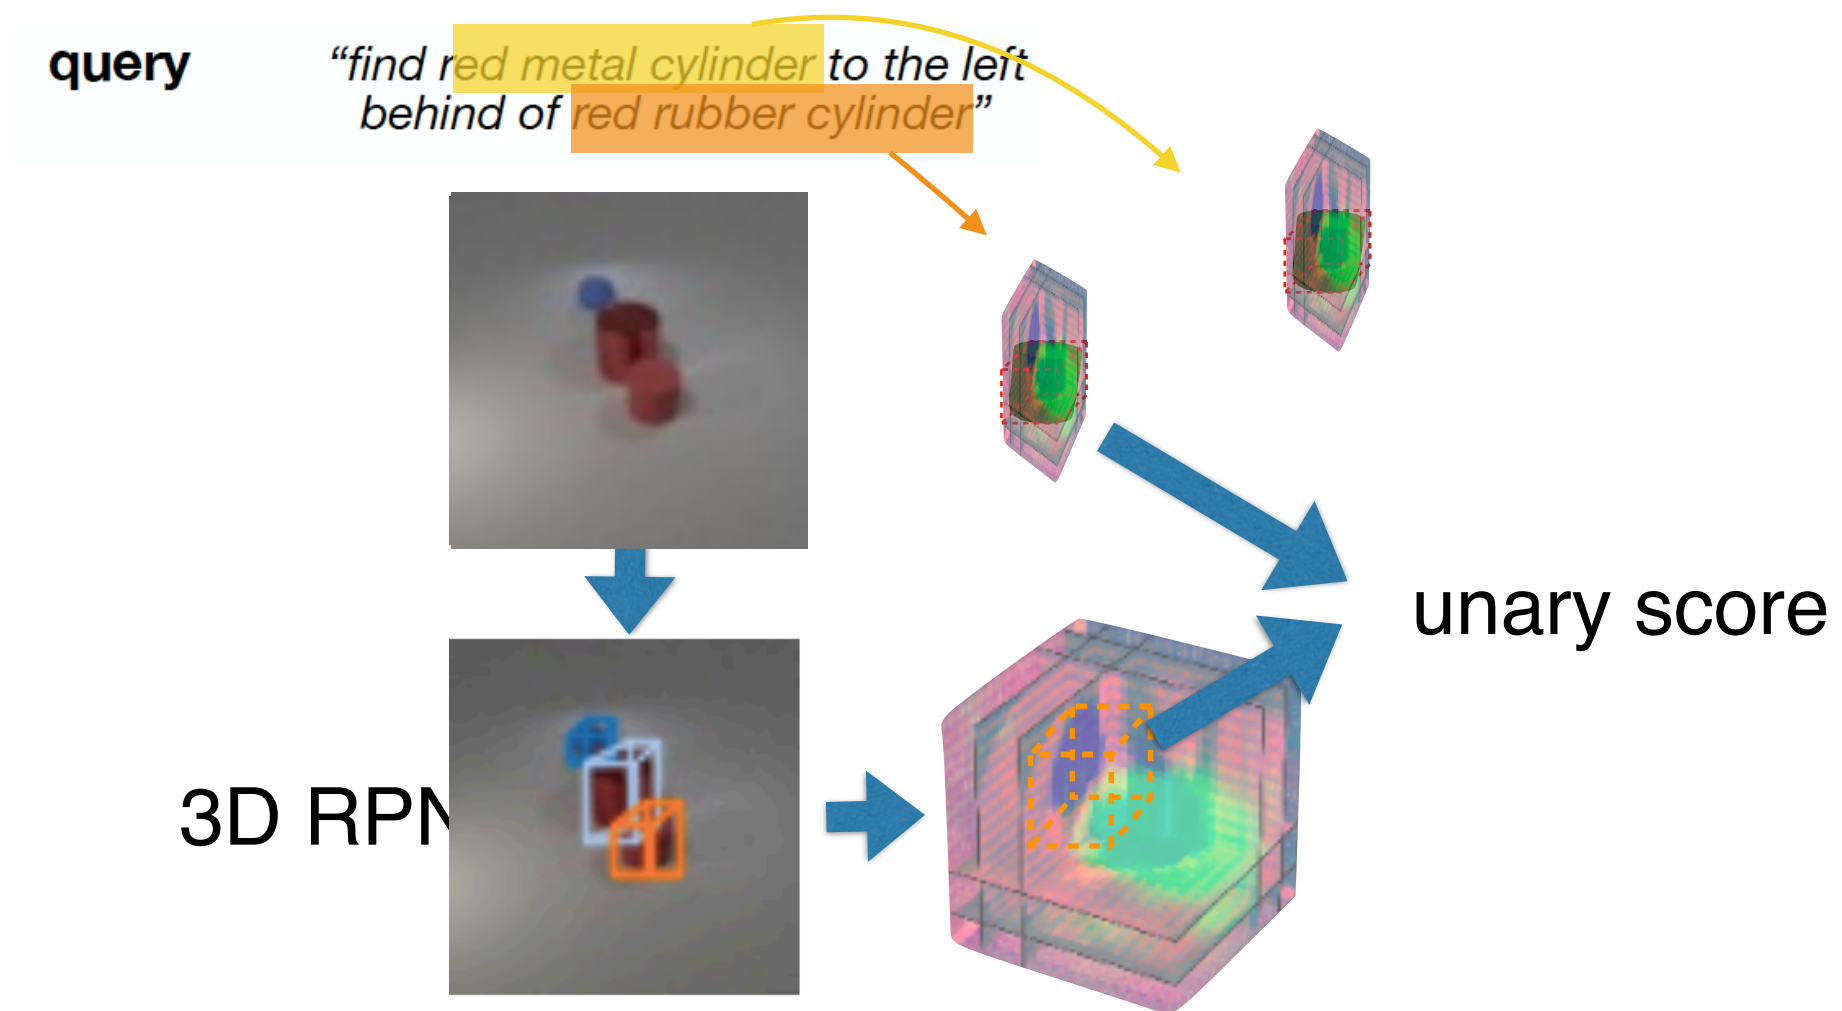 query
“find red metal cylinder to the left
behind of red rubber cylinder”
unary score
3D RPN